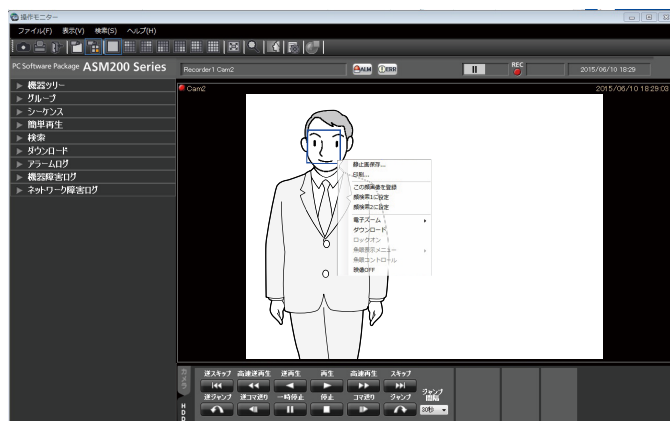 操作モニター
ファイル(F) 表示(V) 検索(S) ヘルプ(H)
PC Software Package ASM200 Series
Recorder1 Cam2
ALM ERR
REC
2015/06/10 18:29
機器ツリー
グループ
シーケンス
簡単再生
検索
ダウンロード
アラームログ
機器障害ログ
ネットワーク障害ログ
Cam2
2015/06/10 18:29:03
静止画保存...
印刷...
この顔画像を登録
顔検索1に設定
顔検索2に設定
電子ズーム
ダウンロード
ロックオン
魚眼表示メニュー
魚眼コントロール
映像OFF
カメラ
HDD
逆スキップ 高速逆再生 逆再生 再生 高速再生 スキップ
逆ジャンプ 逆コマ送り 一時停止 停止 コマ送り ジャンプ
ジャンプ間隔
30秒